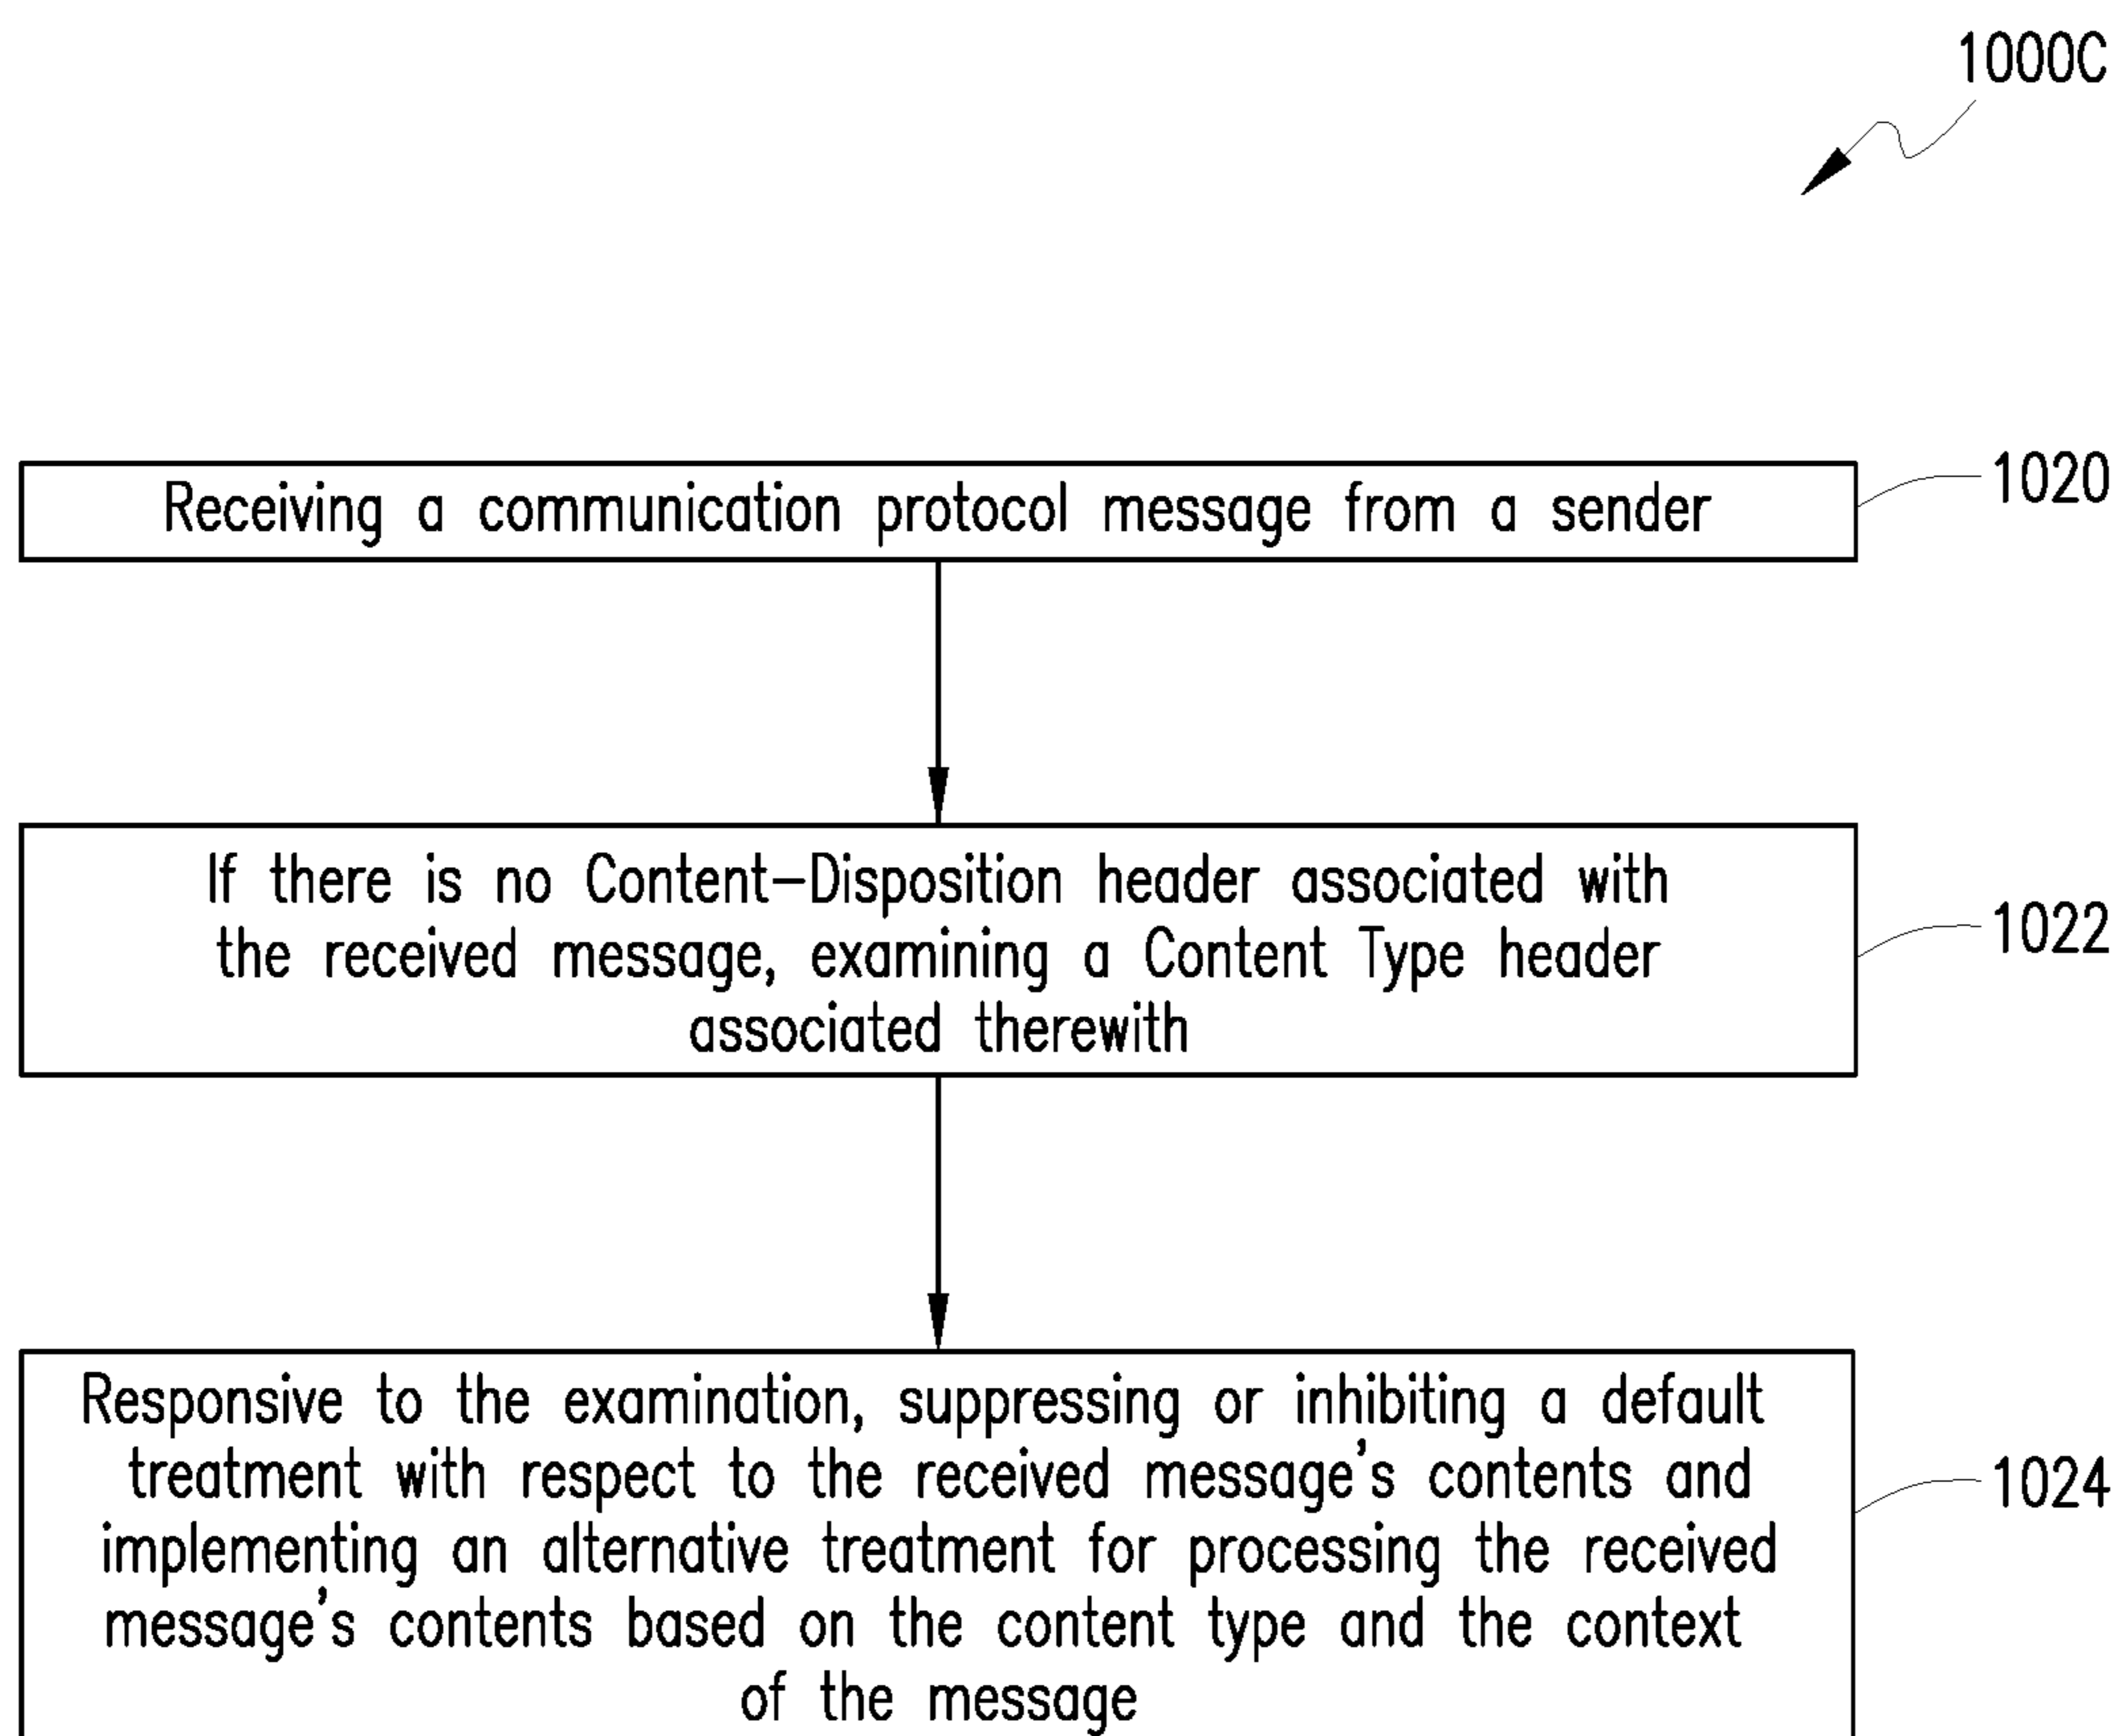 1000C
Receiving a communication protocol message from a sender
1020
If there is no Content-Disposition header associated with
the received message, examining a Content Type header
associated therewith
1022
Responsive to the examination, suppressing or inhibiting a default
treatment with respect to the received message's contents and
implementing an alternative treatment for processing the received
message's contents based on the content type and the context
of the message
1024